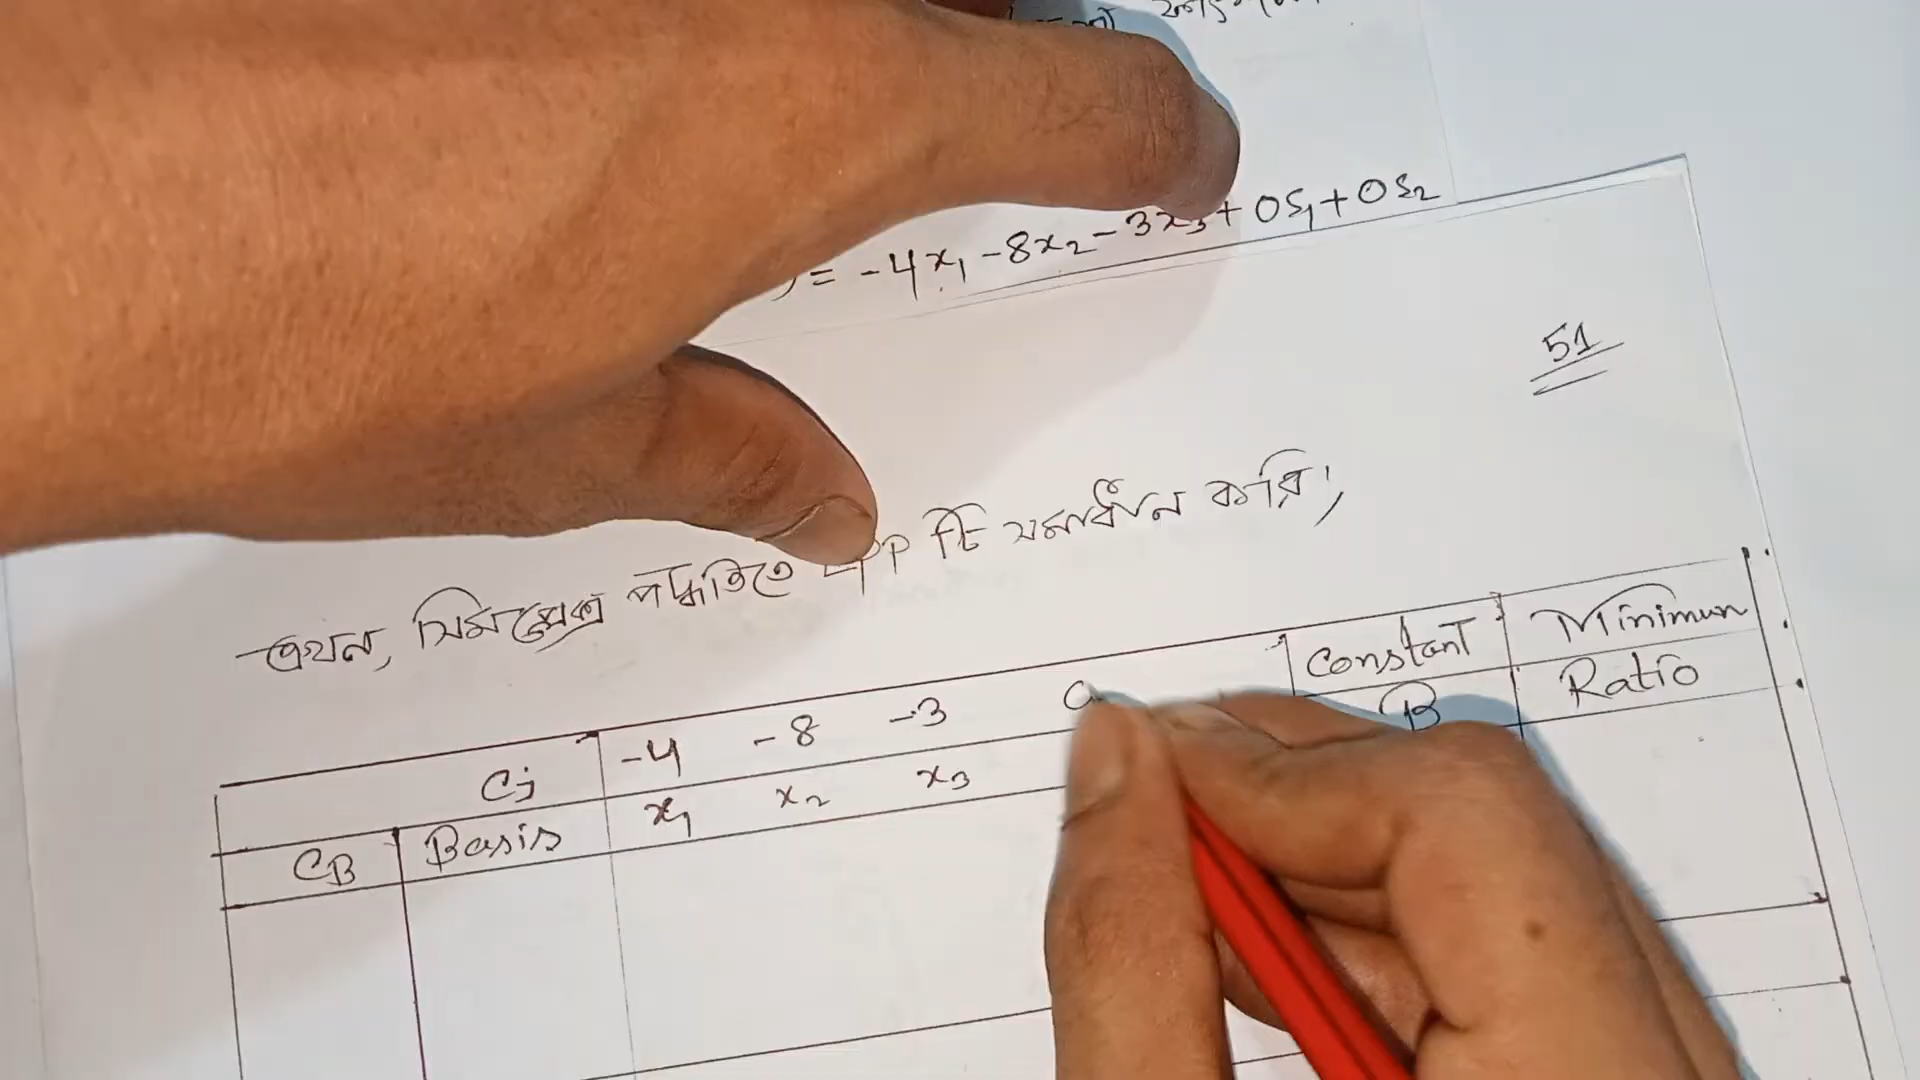 ) = -4x₁ - 8x₂ - 3x₃ + 0s₁ + 0s₂
51
এখন, সিমপ্লেক্স পদ্ধতিতে LPP টি সমাধান করি,
Cj -4 -8 -3 Constant Minimum
CB Basis x₁ x₂ x₃ B Ratio